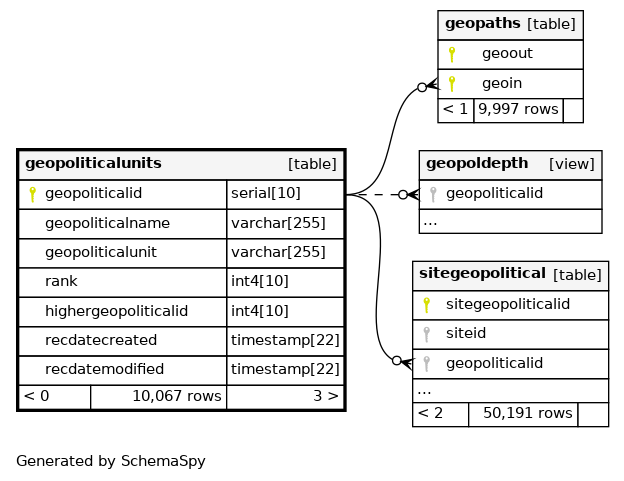 geopaths [table]
geoout
geoin
< 1 9,997 rows
geopoliticalunits [table]
geopoliticalid serial[10]
geopoliticalname varchar[255]
geopoliticalunit varchar[255]
rank int4[10]
highergeopoliticalid int4[10]
recdatecreated timestamp[22]
recdatemodified timestamp[22]
< 0 10,067 rows 3 >
geopoldepth [view]
geopoliticalid
...
sitegeopolitical [table]
sitegeopoliticalid
siteid
geopoliticalid
...
< 2 50,191 rows
Generated by SchemaSpy